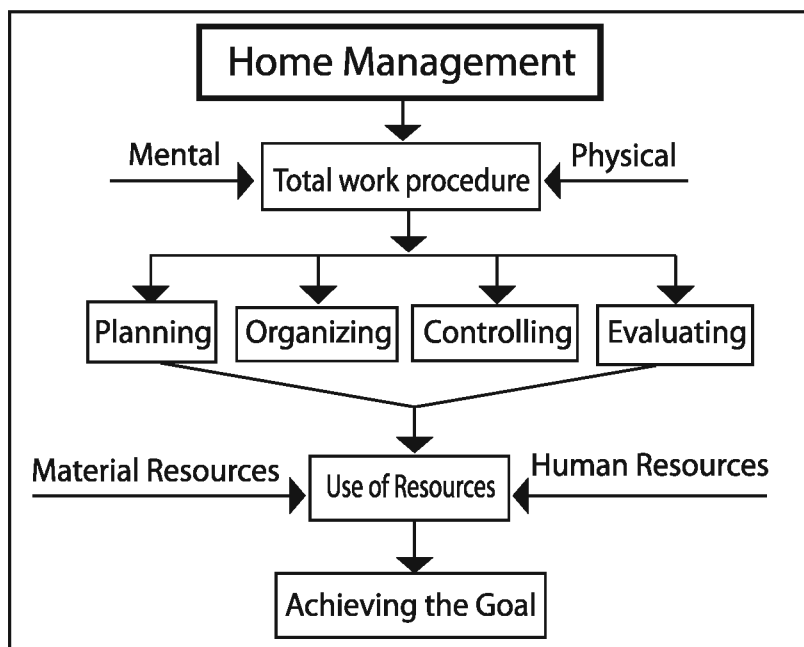 Home Management
Mental
Physical
Total work procedure
Planning
Organizing
Controlling
Evaluating
Material Resources
Human Resources
Use of Resources
Achieving the Goal